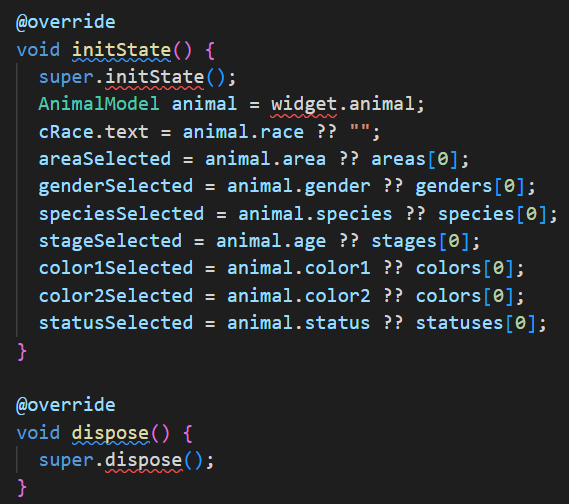 @override
void initState() {
  super.initState();
  AnimalModel animal = widget.animal;
  cRace.text = animal.race ?? "";
  areaSelected = animal.area ?? areas[0];
  genderSelected = animal.gender ?? genders[0];
  speciesSelected = animal.species ?? species[0];
  stageSelected = animal.age ?? stages[0];
  color1Selected = animal.color1 ?? colors[0];
  color2Selected = animal.color2 ?? colors[0];
  statusSelected = animal.status ?? statuses[0];
}

@override
void dispose() {
  super.dispose();
}